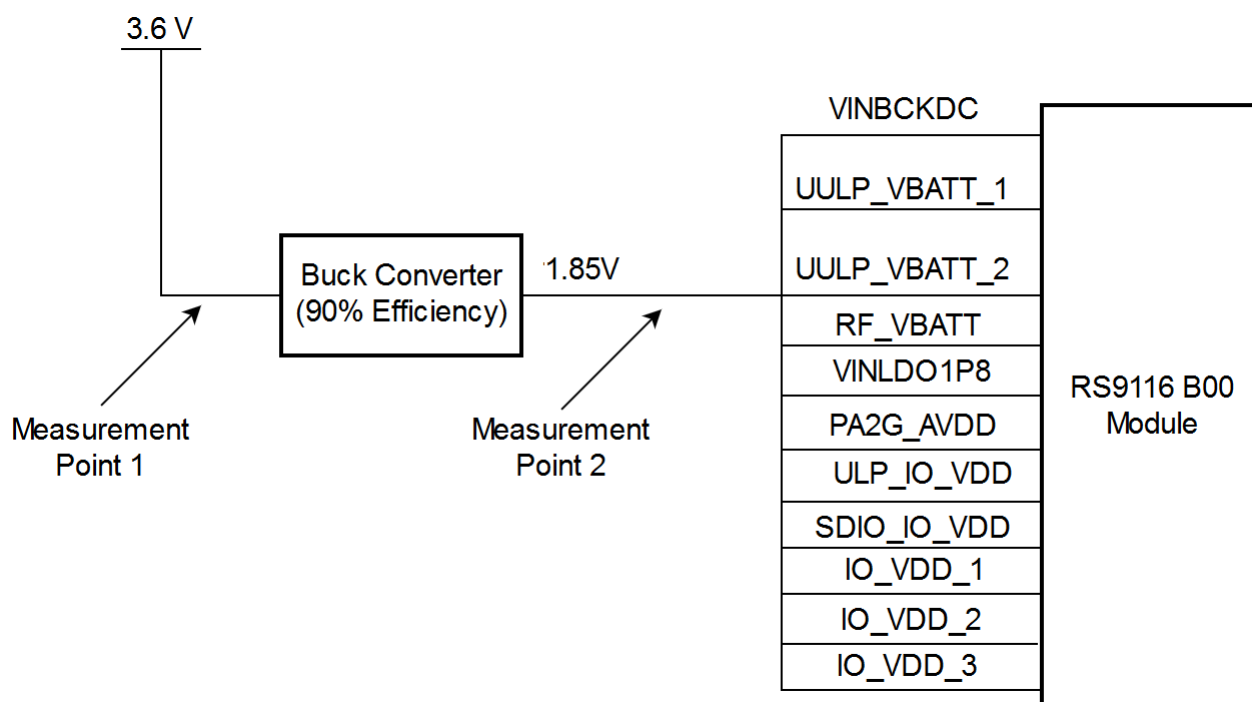 3.6 V
VINBCKDC
UULP_VBATT_1
Buck Converter
(90% Efficiency)
1.85V
UULP_VBATT_2
RF_VBATT
VINLDO1P8
PA2G_AVDD
ULP_IO_VDD
SDIO_IO_VDD
IO_VDD_1
IO_VDD_2
IO_VDD_3
RS9116 B00
Module
Measurement
Point 1
Measurement
Point 2